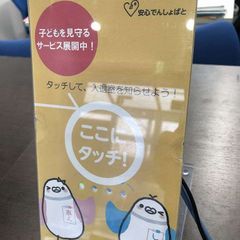 安心でんしょばと
子どもを見守る
サービス展開中！
タッチして、入退室を知らせよう！
ここに
タッチ！